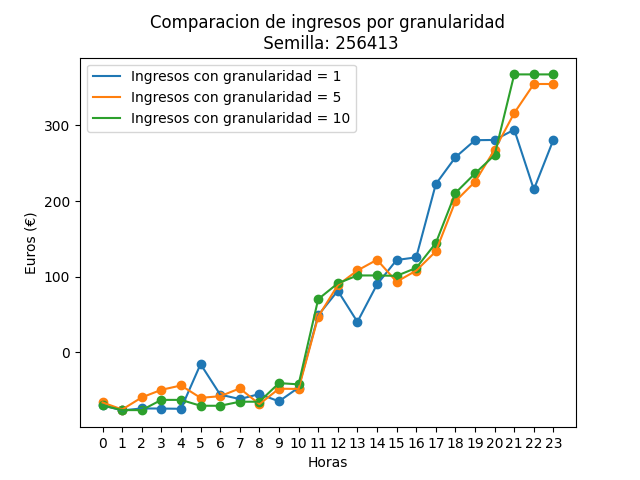 Comparacion de ingresos por granularidad
Semilla: 256413
Ingresos con granularidad = 1
Ingresos con granularidad = 5
Ingresos con granularidad = 10
300
200
100
0
Euros (€)
0 1 2 3 4 5 6 7 8 9 10 11 12 13 14 15 16 17 18 19 20 21 22 23
Horas